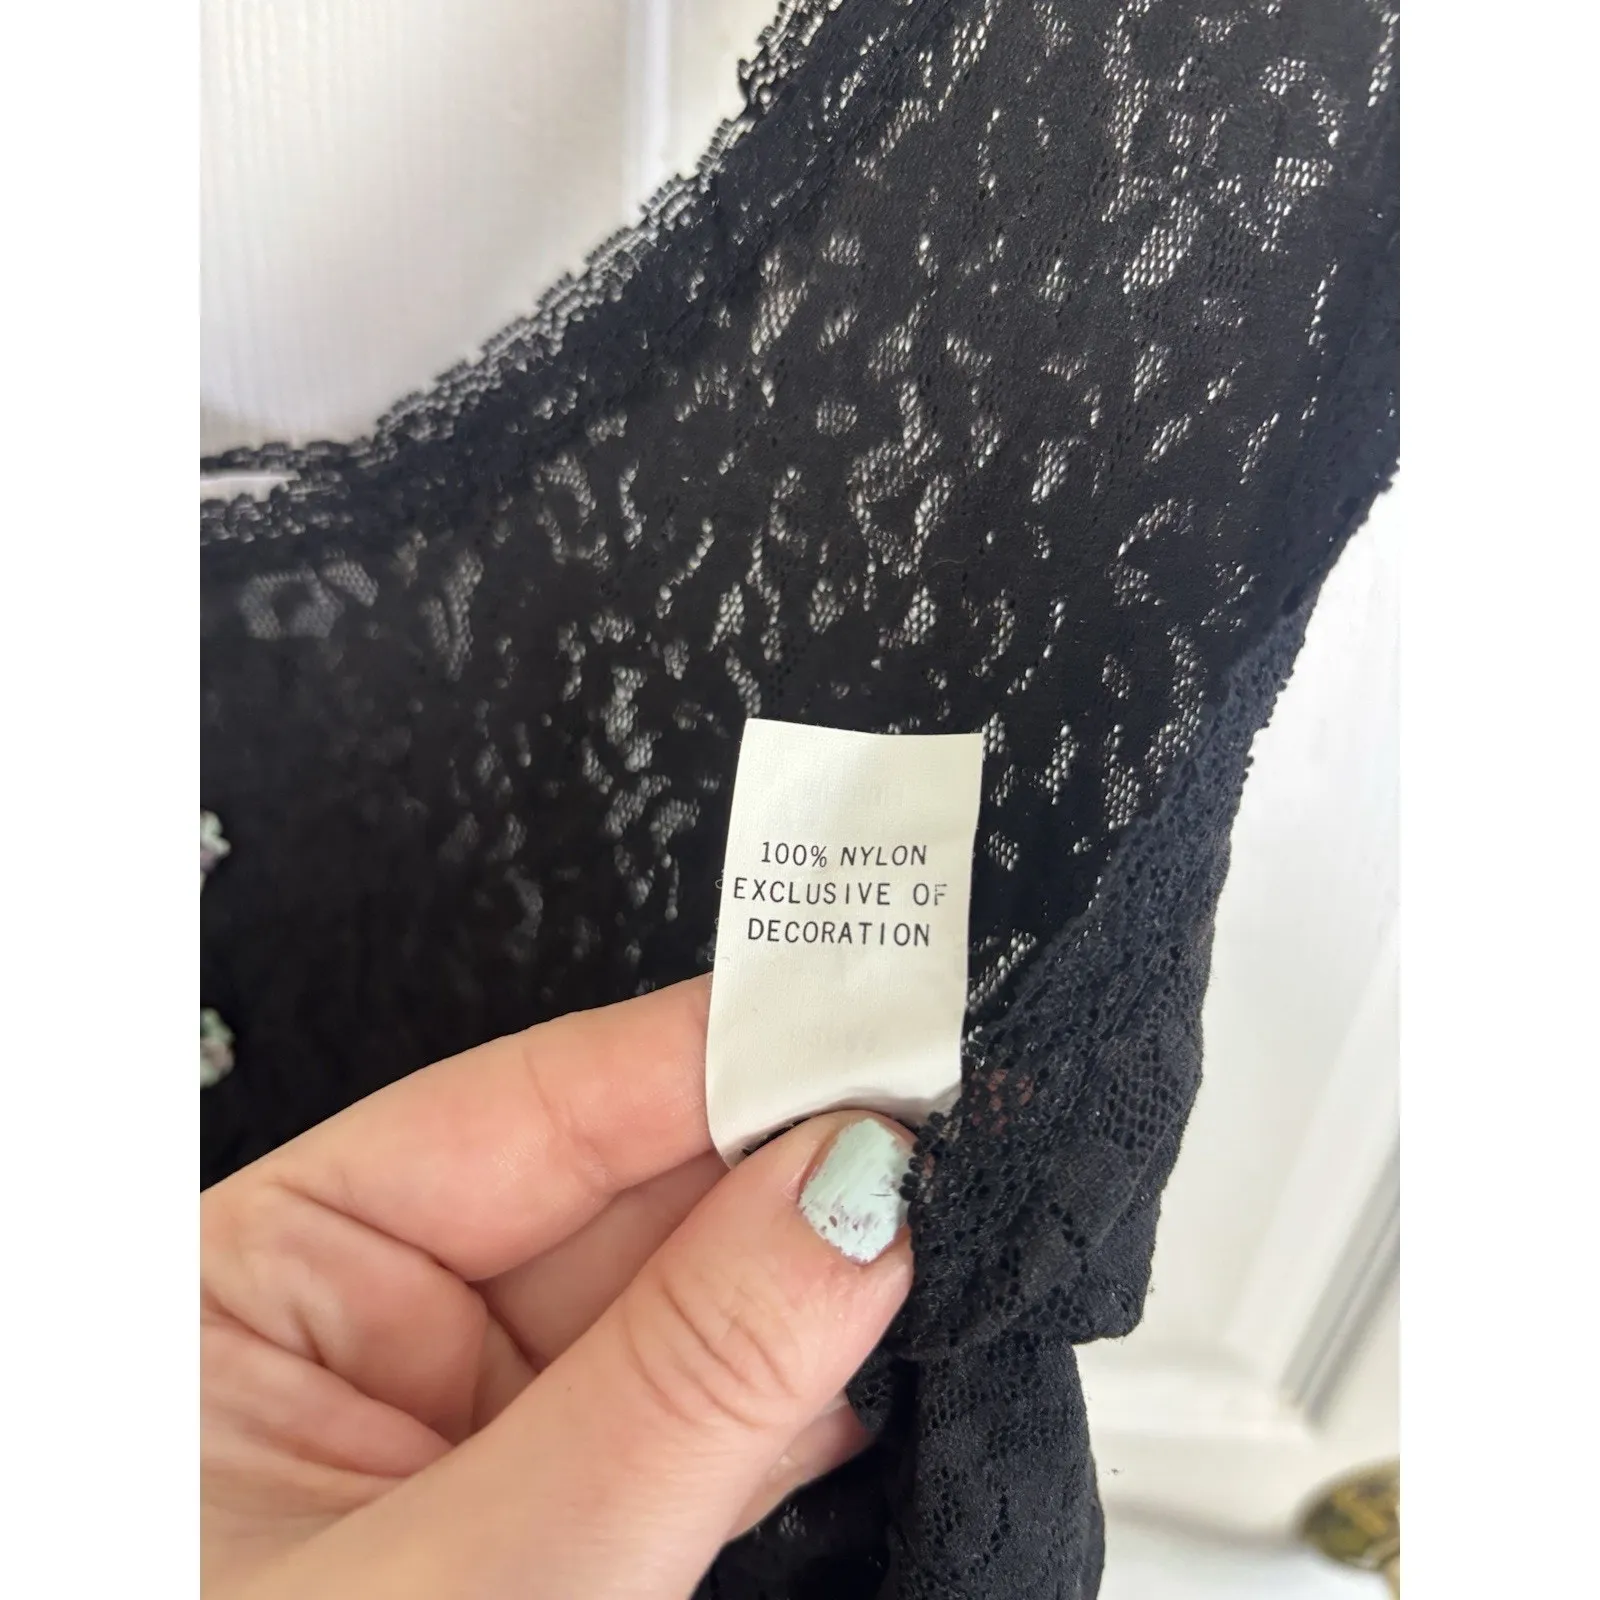 100% NYLON
EXCLUSIVE OF
DECORATION